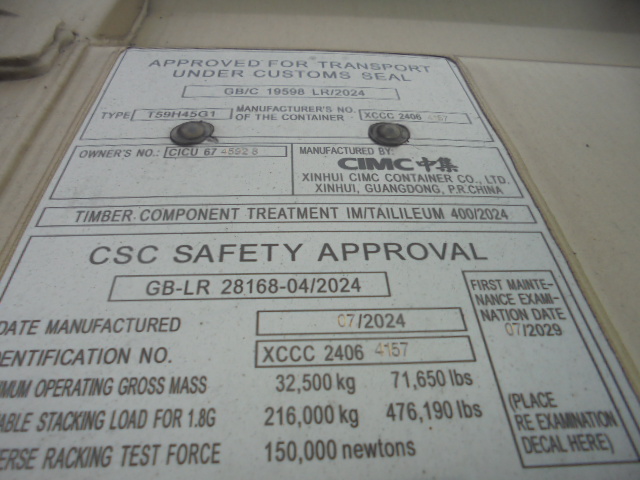 APPROVED FOR TRANSPORT
UNDER CUSTOMS SEAL
GB/C 19598 LR/2024
TYPE TS9H45G1
MANUFACTURER'S NO.
OF THE CONTAINER XCCC 2406 4157
OWNER'S NO.: CICU 67 4592 8
MANUFACTURED BY:
CIMC 中集
XINHUI CIMC CONTAINER CO., LTD.
XINHUI, GUANGDONG, P.R.CHINA
TIMBER COMPONENT TREATMENT IM/TAILILEUM 400/2024
CSC SAFETY APPROVAL
GB-LR 28168-04/2024
DATE MANUFACTURED 07/2024
IDENTIFICATION NO. XCCC 2406 4157
OPERATING GROSS MASS 32,500 kg 71,650 lbs
STACKING LOAD FOR 1.8G 216,000 kg 476,190 lbs
RACKING TEST FORCE 150,000 newtons
FIRST MAINTE-
NANCE EXAMI-
NATION DATE
07/2029
(PLACE
RE EXAMINATION
DECAL HERE)